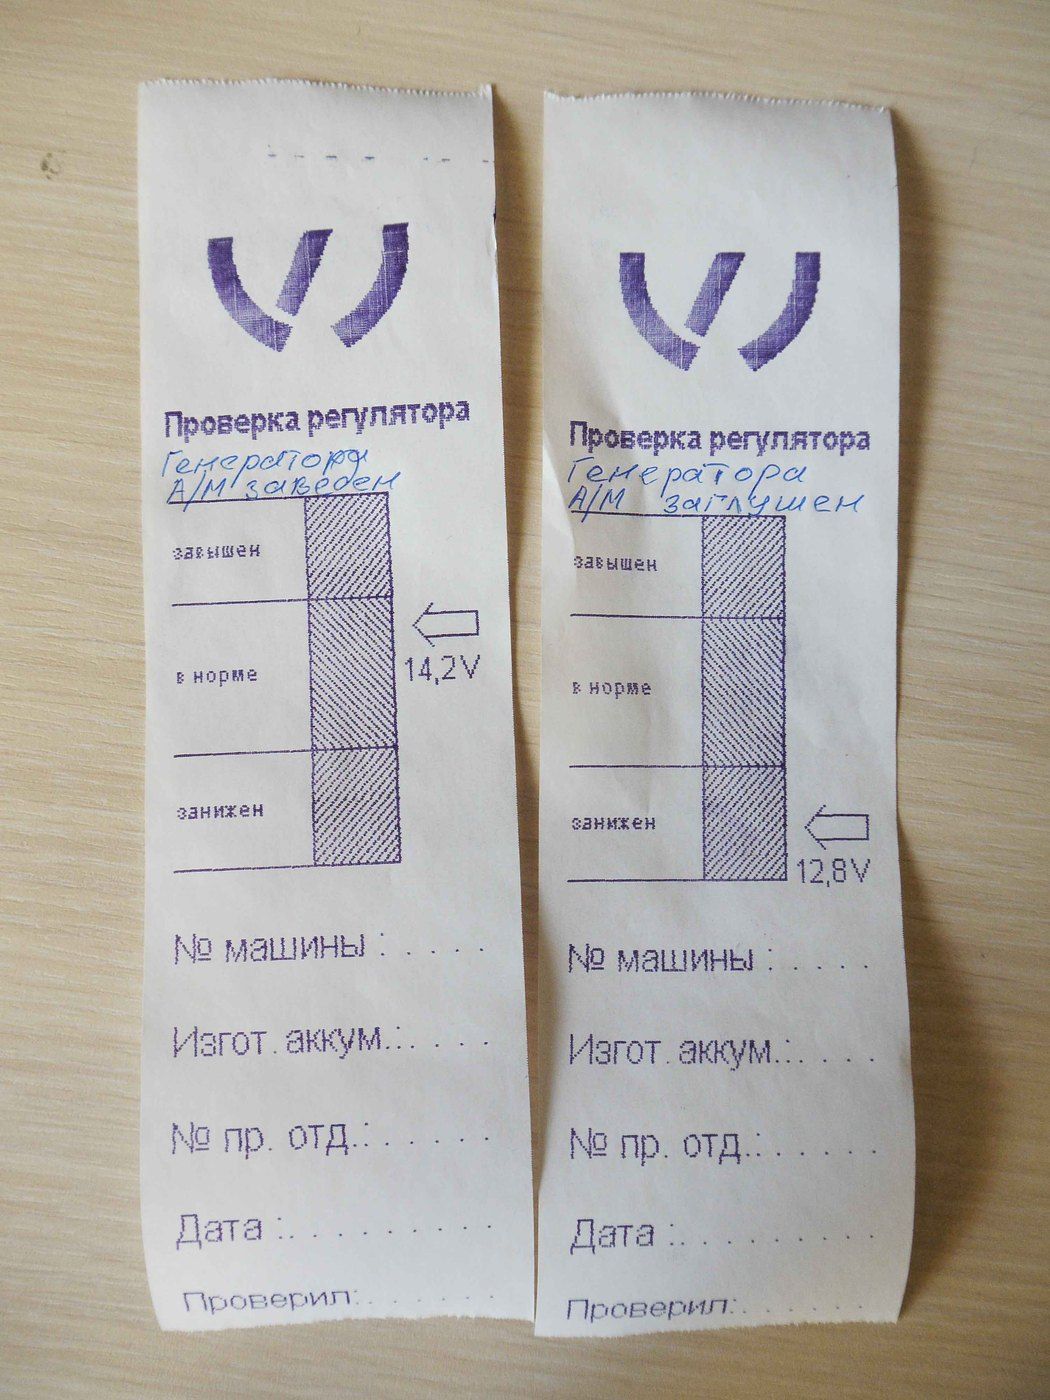 Проверка регулятора
Генератора
А/М заведен
завышен
в норме
14,2V
занижен
№ машины : . . . .
Изгот. аккум.:. . . .
№ пр. отд.:. . . . .
Дата :. . . . . . . . .
Проверил:. . . . . .
Проверка регулятора
Генератора
А/М заглушен
завышен
в норме
занижен
12,8V
№ машины : . . . . .
Изгот. аккум.:. . . .
№ пр. отд.:. . . . . .
Дата :. . . . . . . . .
Проверил:. . . . . .